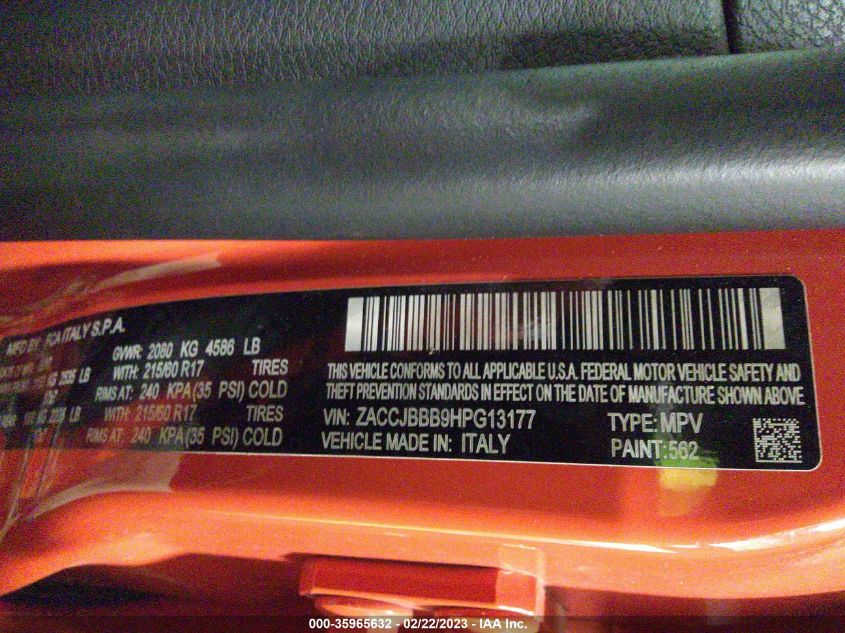 MFD BY FCA ITALY S.P.A.
GVWR: 2080 KG 4586 LB
WITH: 215/60 R17 TIRES
RIMS AT: 240 KPA(35 PSI) COLD
WITH: 215/60 R17 TIRES
RIMS AT: 240 KPA(35 PSI) COLD
THIS VEHICLE CONFORMS TO ALL APPLICABLE U.S.A. FEDERAL MOTOR VEHICLE SAFETY AND
THEFT PREVENTION STANDARDS IN EFFECT ON THE DATE OF MANUFACTURE SHOWN ABOVE
VIN: ZACCJBBB9HPG13177 TYPE: MPV
VEHICLE MADE IN: ITALY PAINT: 562
000-35965632 - 02/22/2023 - IAA Inc.